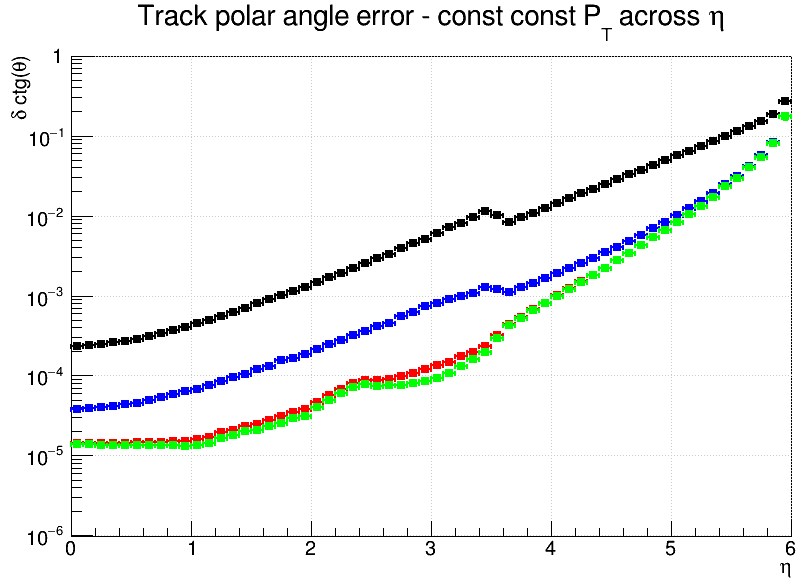 Track polar angle error - const const P_T across η
δ ctg(θ)
1
10⁻¹
10⁻²
10⁻³
10⁻⁴
10⁻⁵
10⁻⁶
0 1 2 3 4 5 6
η